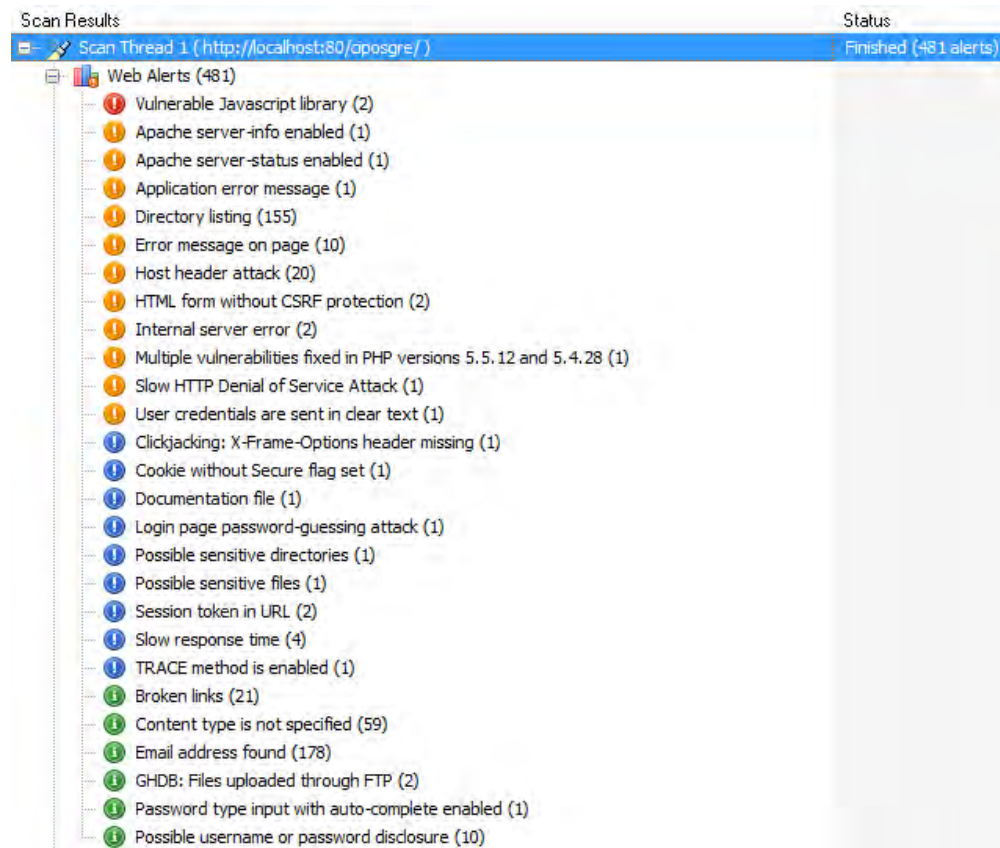 Scan Results Status
Scan Thread 1 ( http://localhost:80/oposgre/ ) Finished (481 alerts)
Web Alerts (481)
Vulnerable Javascript library (2)
Apache server-info enabled (1)
Apache server-status enabled (1)
Application error message (1)
Directory listing (155)
Error message on page (10)
Host header attack (20)
HTML form without CSRF protection (2)
Internal server error (2)
Multiple vulnerabilities fixed in PHP versions 5.5.12 and 5.4.28 (1)
Slow HTTP Denial of Service Attack (1)
User credentials are sent in clear text (1)
Clickjacking: X-Frame-Options header missing (1)
Cookie without Secure flag set (1)
Documentation file (1)
Login page password-guessing attack (1)
Possible sensitive directories (1)
Possible sensitive files (1)
Session token in URL (2)
Slow response time (4)
TRACE method is enabled (1)
Broken links (21)
Content type is not specified (59)
Email address found (178)
GHDB: Files uploaded through FTP (2)
Password type input with auto-complete enabled (1)
Possible username or password disclosure (10)